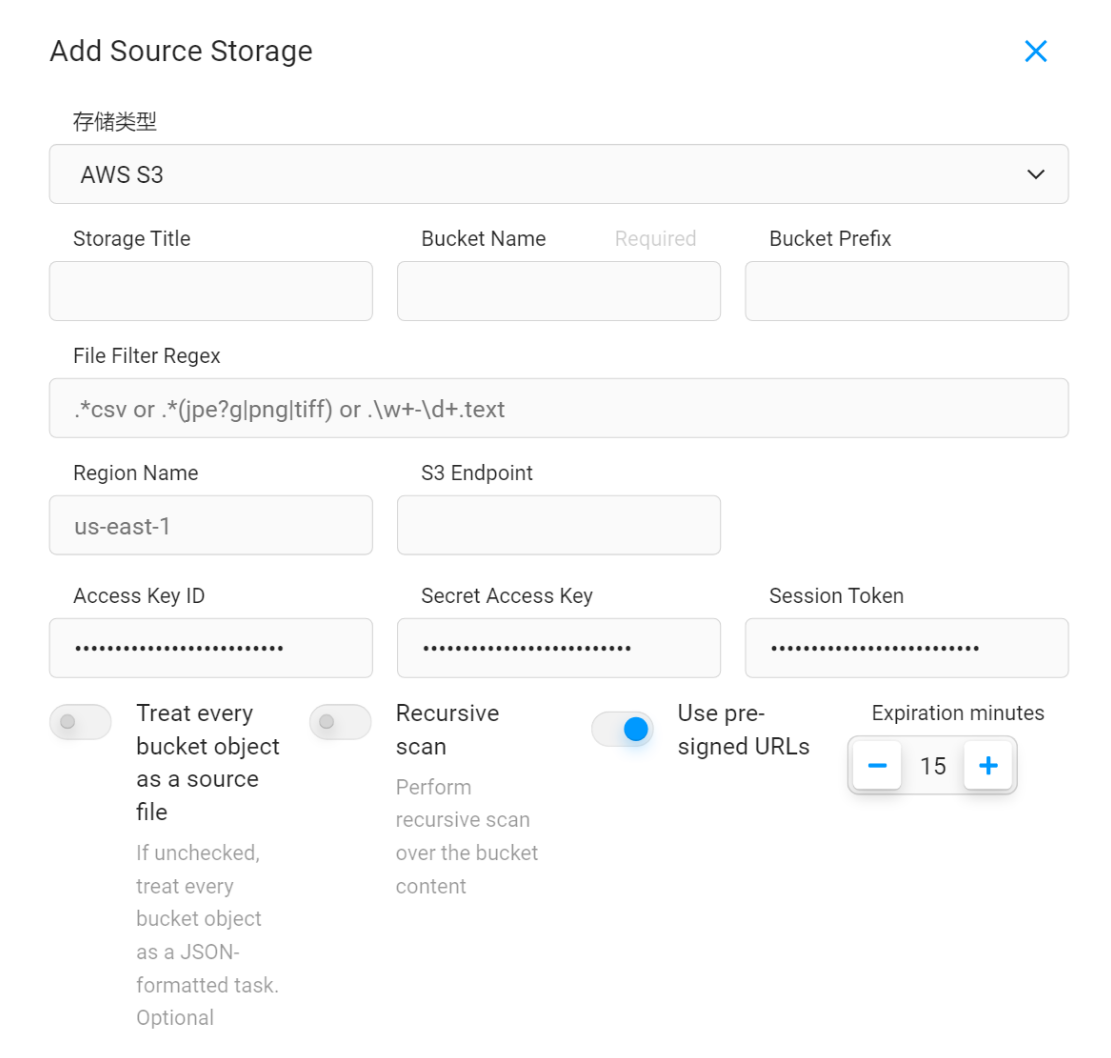 Add Source Storage
存储类型
AWS S3
Storage Title
Bucket Name Required
Bucket Prefix
File Filter Regex
.*csv or .*(jpe?g|png|tiff) or .\w+-\d+.text
Region Name
S3 Endpoint
us-east-1
Access Key ID
Secret Access Key
Session Token
••••••••••••••••••••••••••
••••••••••••••••••••••••••
••••••••••••••••••••••••••
Treat every
bucket object
as a source
file
If unchecked,
treat every
bucket object
as a JSON-
formatted task.
Optional
Recursive
scan
Perform
recursive scan
over the bucket
content
Use pre-
signed URLs
Expiration minutes
15